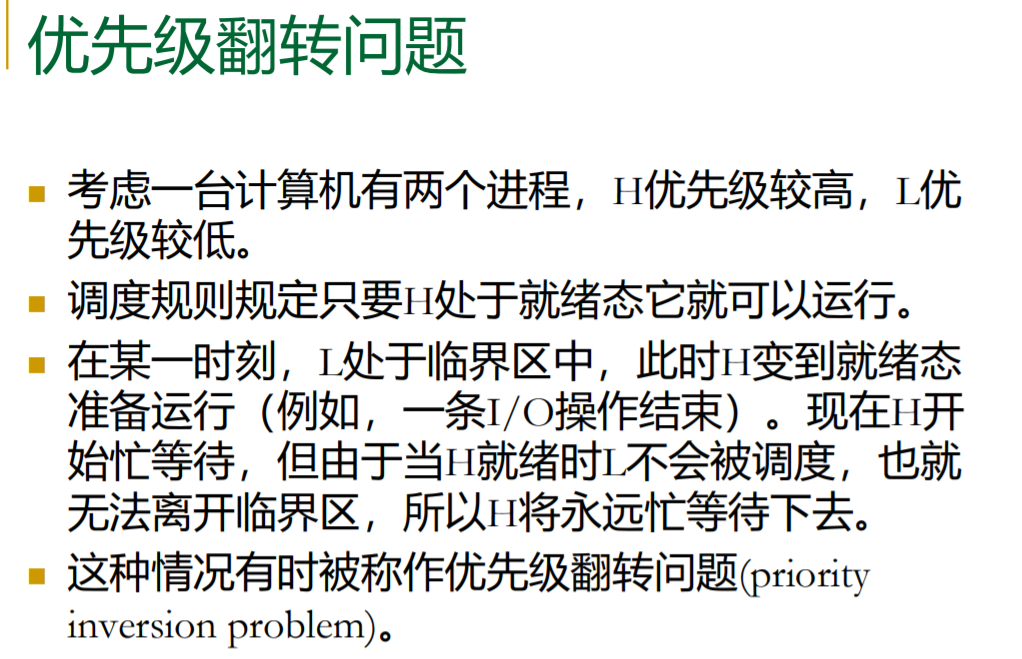 优先级翻转问题
考虑一台计算机有两个进程，H优先级较高，L优
先级较低。
调度规则规定只要H处于就绪态它就可以运行。
在某一时刻，L处于临界区中，此时H变到就绪态
准备运行（例如，一条I/O操作结束）。现在H开
始忙等待，但由于当H就绪时L不会被调度，也就
无法离开临界区，所以H将永远忙等待下去。
这种情况有时被称作优先级翻转问题(priority
inversion problem)。